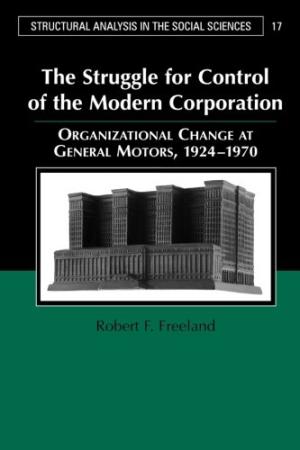 STRUCTURAL ANALYSIS IN THE SOCIAL SCIENCES 17
The Struggle for Control
of the Modern Corporation
ORGANIZATIONAL CHANGE AT
GENERAL MOTORS, 1924–1970
Robert F. Freeland